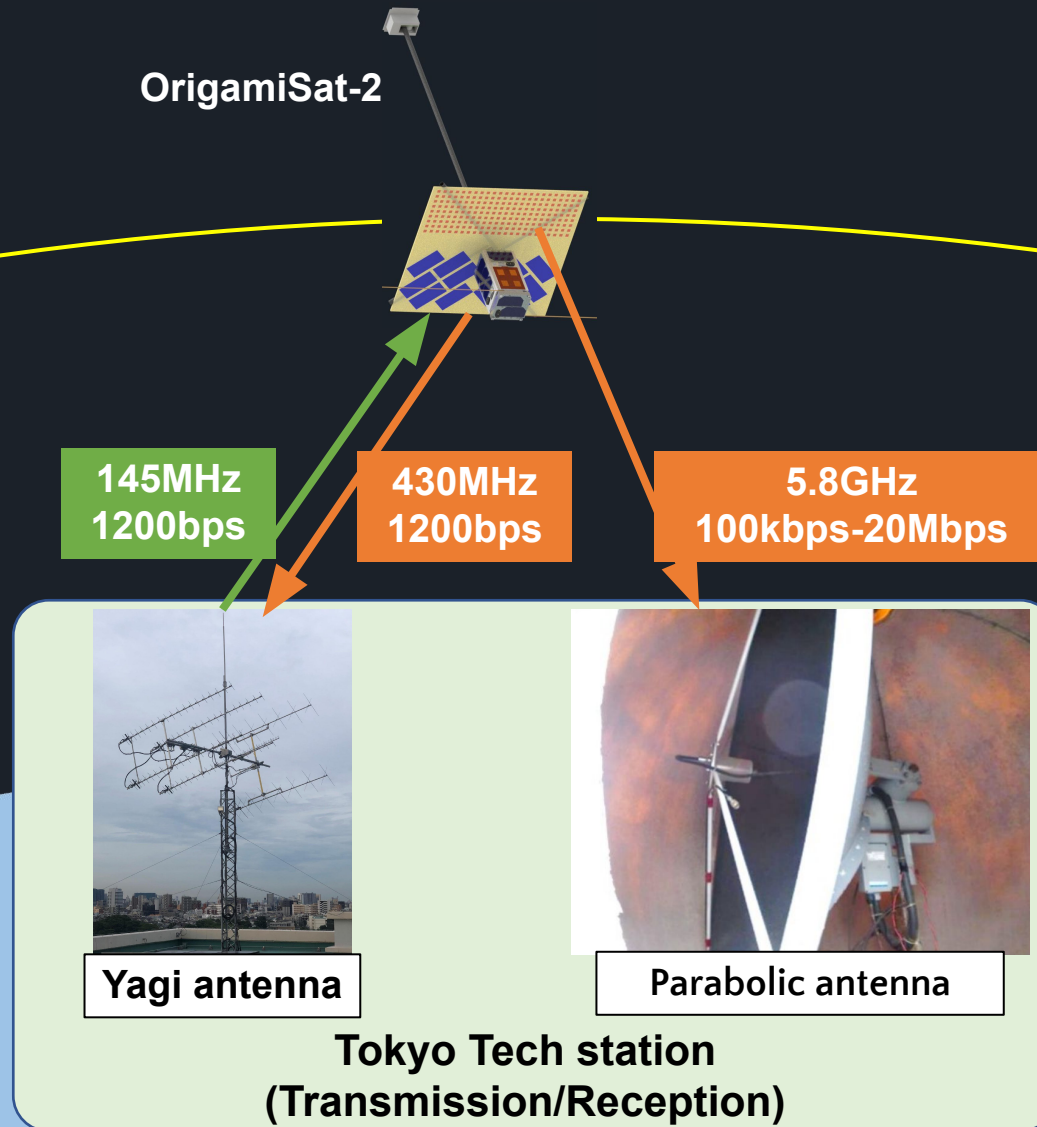 OrigamiSat-2
145MHz
1200bps
430MHz
1200bps
5.8GHz
100kbps-20Mbps
Yagi antenna
Parabolic antenna
Tokyo Tech station
(Transmission/Reception)